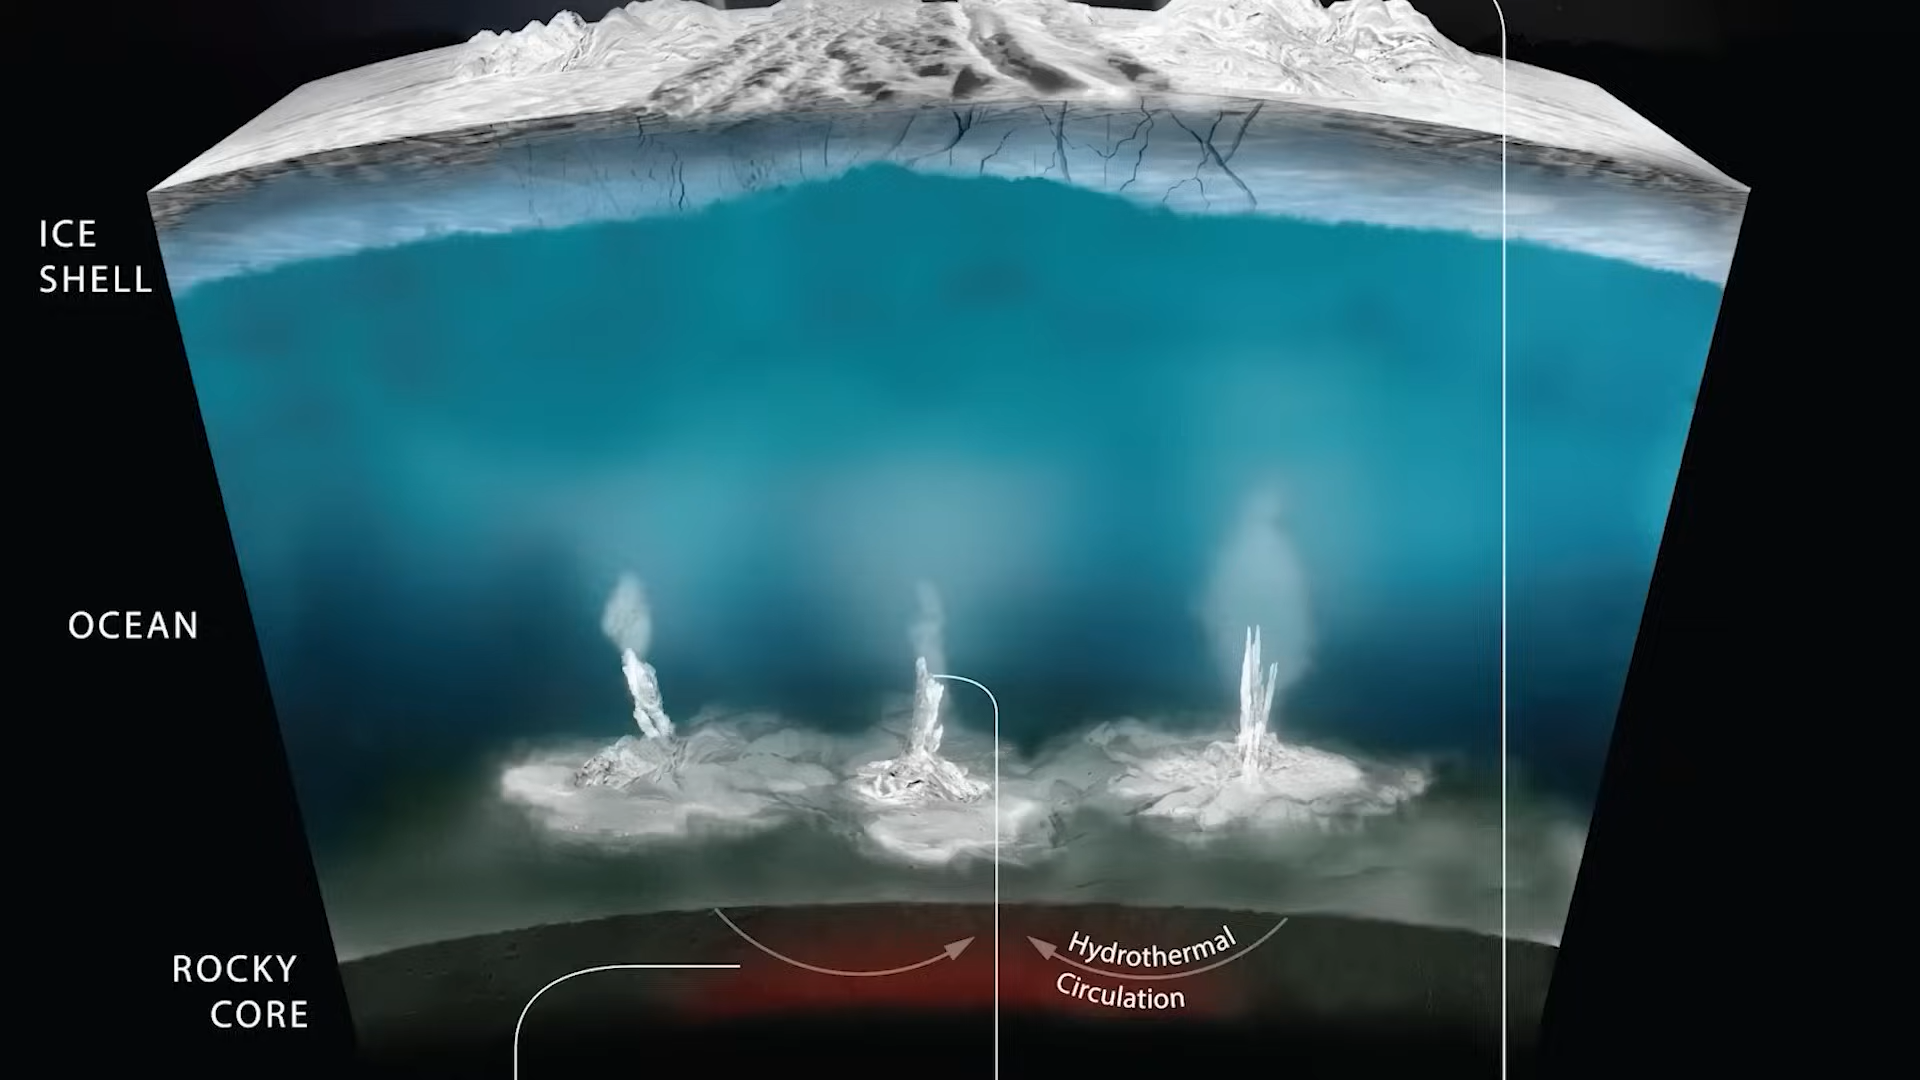 ICE
SHELL
OCEAN
ROCKY
CORE
Hydrothermal
Circulation